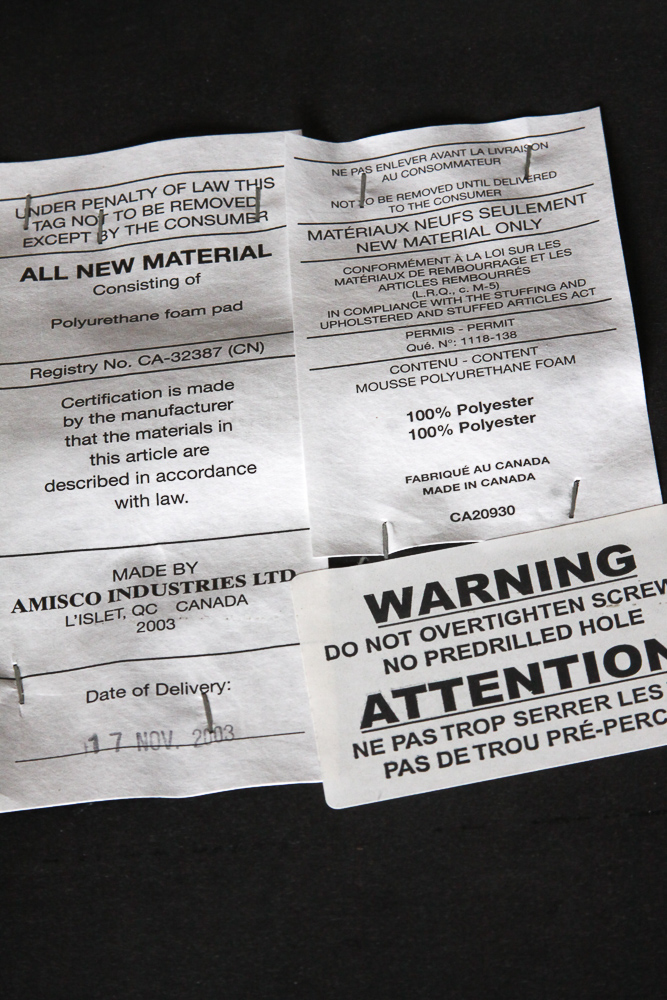 UNDER PENALTY OF LAW THIS
TAG NOT TO BE REMOVED
EXCEPT BY THE CONSUMER
ALL NEW MATERIAL
Consisting of
Polyurethane foam pad
Registry No. CA-32387 (CN)
Certification is made
by the manufacturer
that the materials in
this article are
described in accordance
with law.
MADE BY
AMISCO INDUSTRIES LTD
L'ISLET, QC CANADA
2003
Date of Delivery:
17 NOV. 2003
NE PAS ENLEVER AVANT LA LIVRAISON
AU CONSOMMATEUR
NOT TO BE REMOVED UNTIL DELIVERED
TO THE CONSUMER
MATÉRIAUX NEUFS SEULEMENT
NEW MATERIAL ONLY
CONFORMÉMENT À LA LOI SUR LES
MATÉRIAUX DE REMBOURRAGE ET LES
ARTICLES REMBOURRÉS
(L.R.Q., c. M-5)
IN COMPLIANCE WITH THE STUFFING AND
UPHOLSTERED AND STUFFED ARTICLES ACT
PERMIS - PERMIT
Qué. N°: 1118-138
CONTENU - CONTENT
MOUSSE POLYURETHANE FOAM
100% Polyester
100% Polyester
FABRIQUÉ AU CANADA
MADE IN CANADA
CA20930
WARNING
DO NOT OVERTIGHTEN SCREW
NO PREDRILLED HOLE
ATTENTION
NE PAS TROP SERRER LES
PAS DE TROU PRÉ-PERC